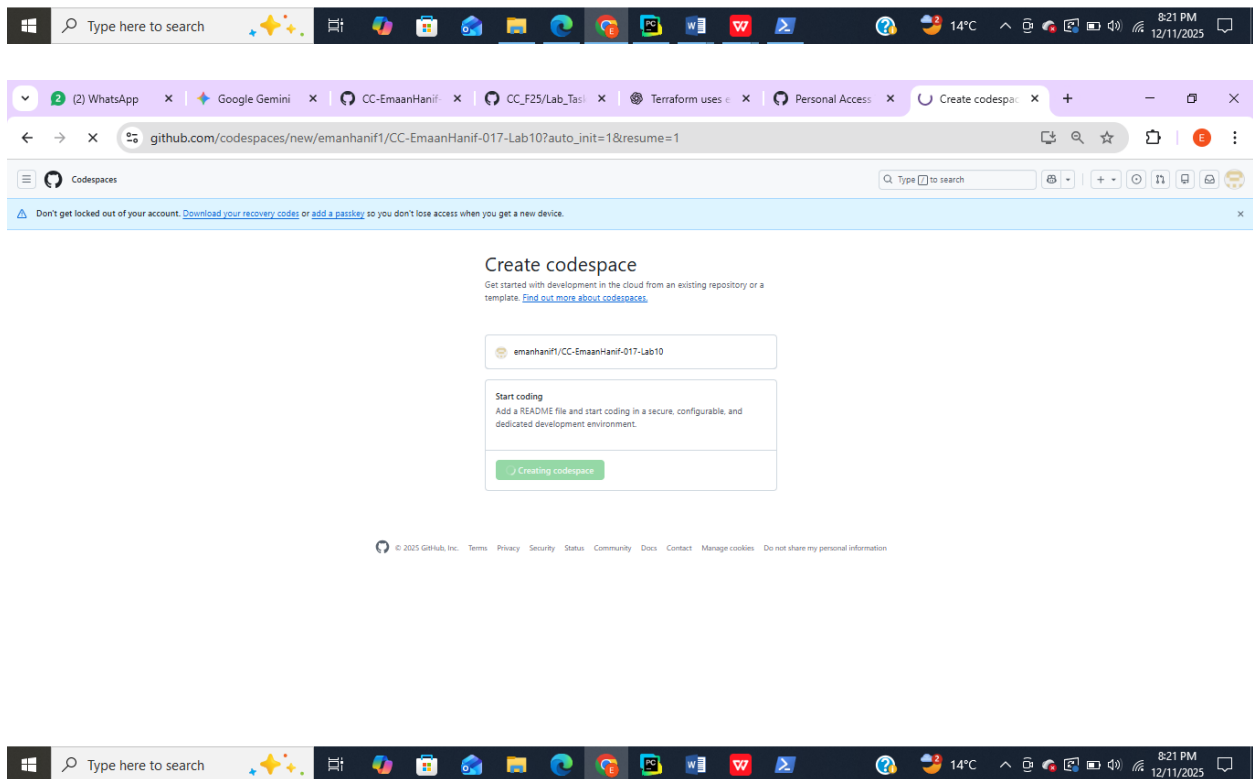 Type here to search
2
14°C
8:21 PM
12/11/2025
2 (2) WhatsApp
Google Gemini
CC-EmaanHanif-
CC_F25/Lab_Tas
Terraform uses e
Personal Access
Create codespac
github.com/codespaces/new/emanhanif1/CC-EmaanHanif-017-Lab10?auto_init=1&resume=1
E
Codespaces
Type / to search
Don't get locked out of your account. Download your recovery codes or add a passkey so you don't lose access when you get a new device.
Create codespace
Get started with development in the cloud from an existing repository or a
template. Find out more about codespaces.
emanhanif1/CC-EmaanHanif-017-Lab10
Start coding
Add a README file and start coding in a secure, configurable, and
dedicated development environment.
Creating codespace
© 2025 GitHub, Inc. Terms Privacy Security Status Community Docs Contact Manage cookies Do not share my personal information
Type here to search
2
14°C
8:21 PM
12/11/2025